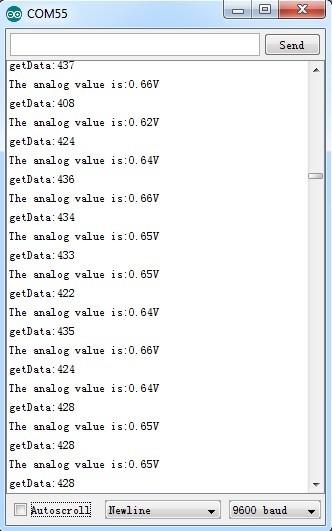 COM55
Send
getData:437
The analog value is:0.66V
getData:408
The analog value is:0.62V
getData:424
The analog value is:0.64V
getData:436
The analog value is:0.66V
getData:434
The analog value is:0.65V
getData:433
The analog value is:0.65V
getData:422
The analog value is:0.64V
getData:435
The analog value is:0.66V
getData:424
The analog value is:0.64V
getData:428
The analog value is:0.65V
getData:428
The analog value is:0.65V
getData:428
Autoscroll Newline 9600 baud